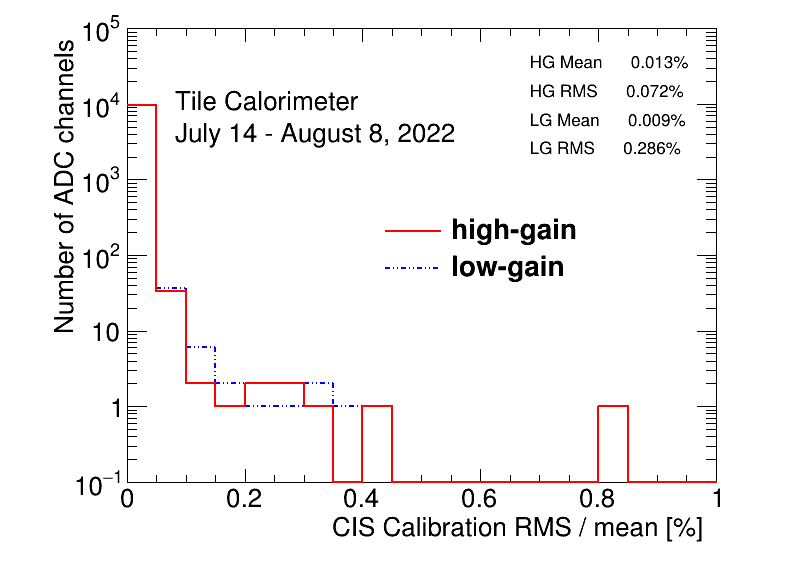 10^5
10^4
10^3
10^2
10
1
10^−1
Number of ADC channels
Tile Calorimeter
July 14 - August 8, 2022
HG Mean 0.013%
HG RMS 0.072%
LG Mean 0.009%
LG RMS 0.286%
high-gain
low-gain
0 0.2 0.4 0.6 0.8 1
CIS Calibration RMS / mean [%]